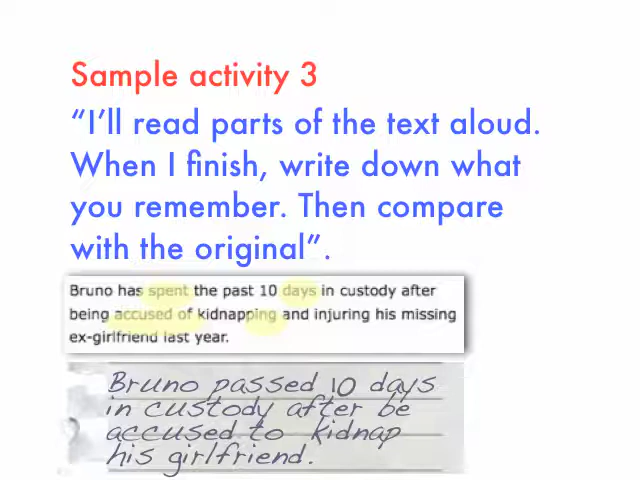 Sample activity 3
“I’ll read parts of the text aloud.
When I finish, write down what
you remember. Then compare
with the original”.
Bruno has spent the past 10 days in custody after
being accused of kidnapping and injuring his missing
ex-girlfriend last year.
Bruno passed 10 days
in custody after be
accused to kidnap
his girlfriend.